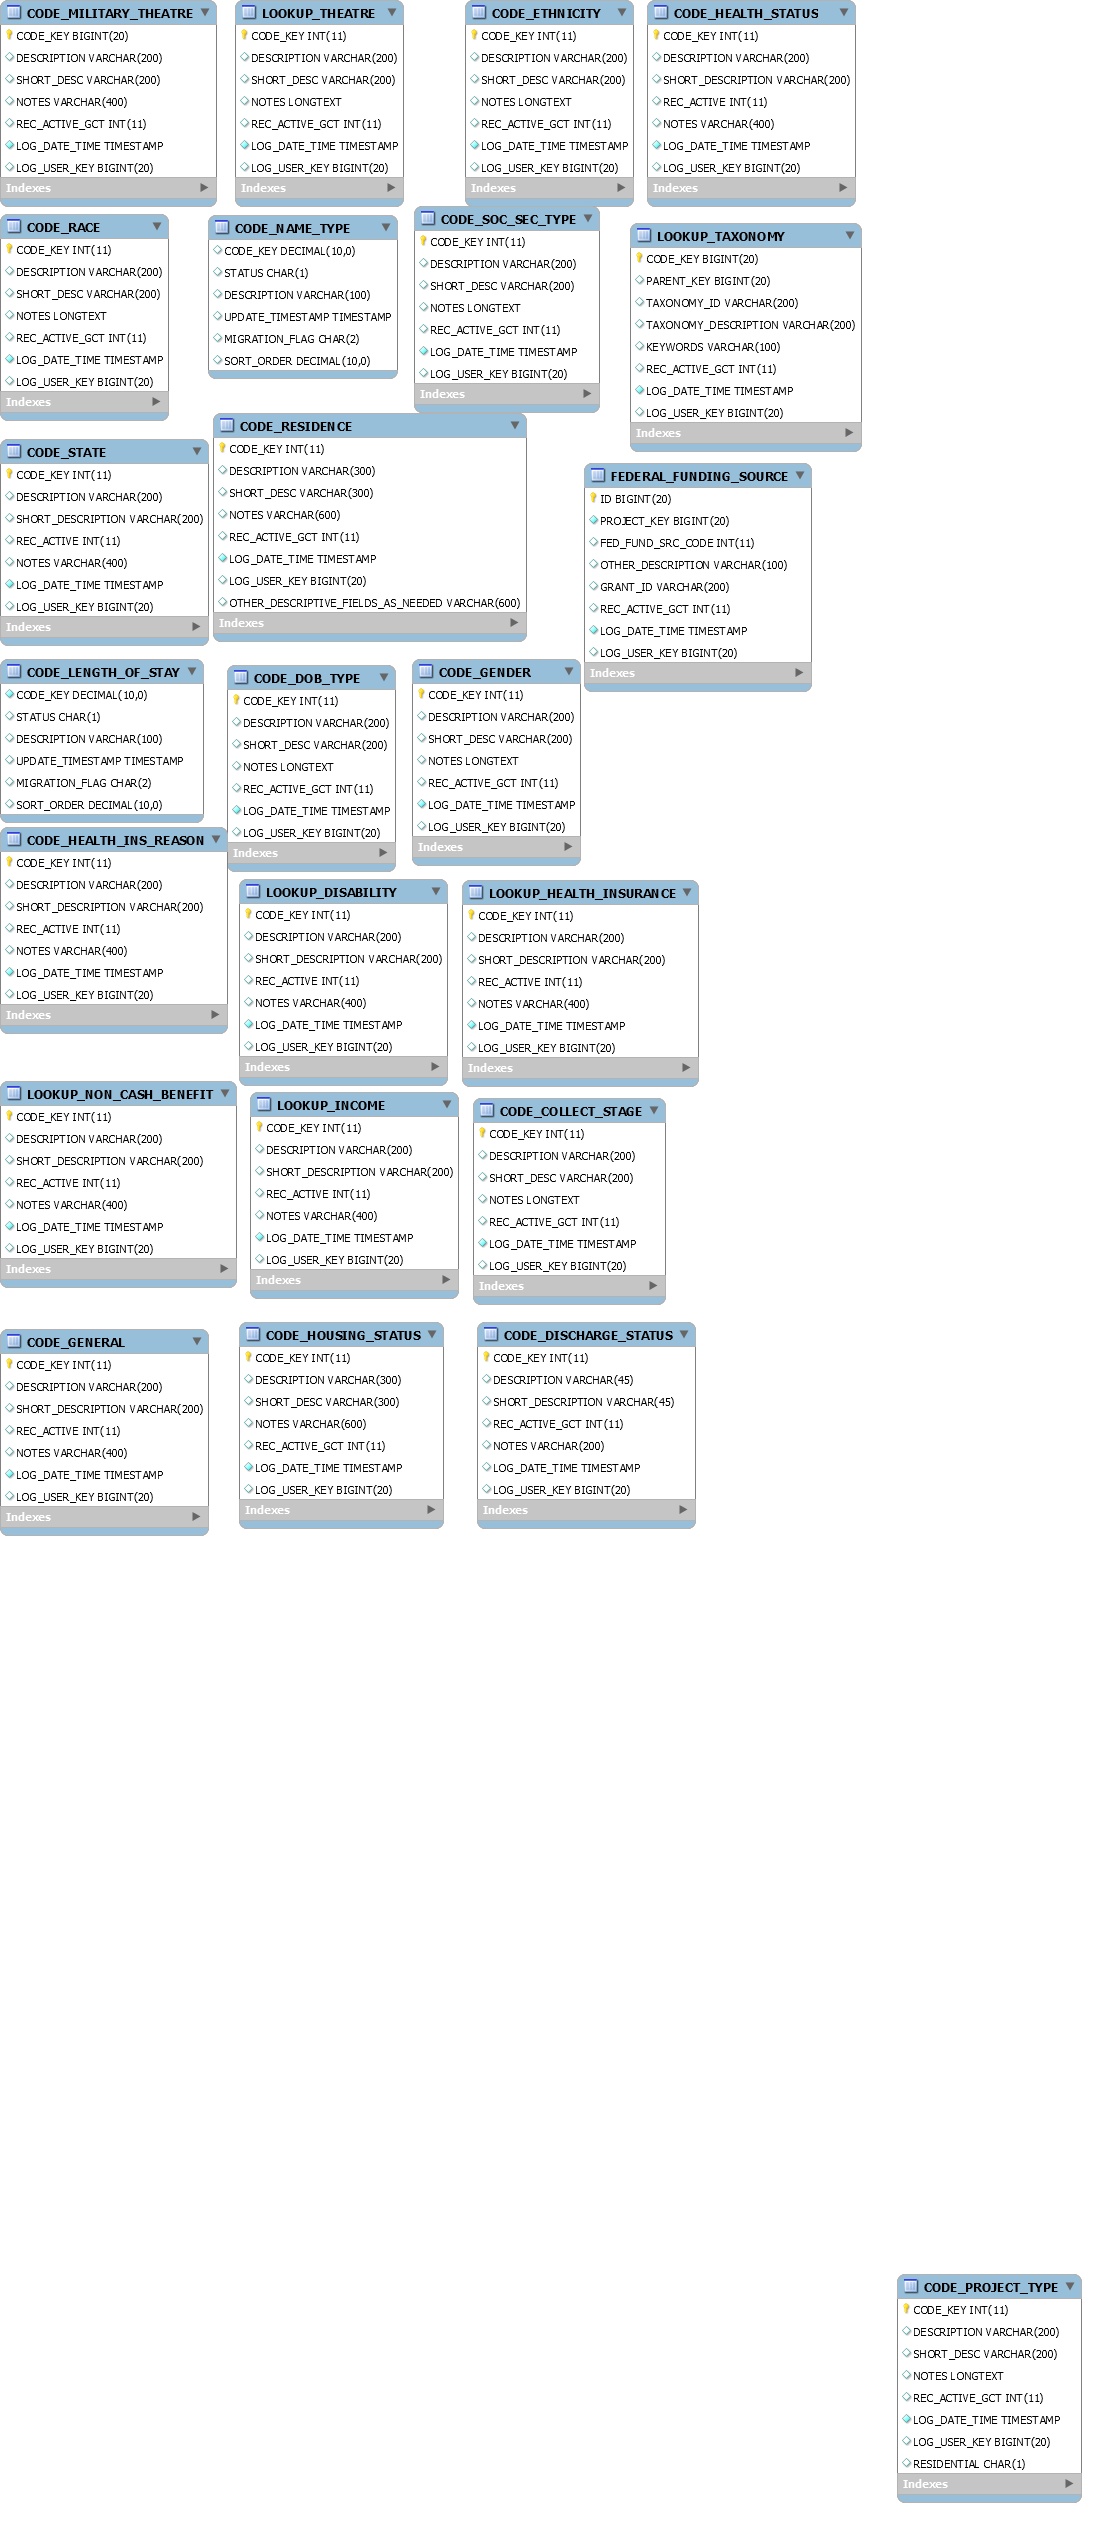 CODE_MILITARY_THEATRE
CODE_KEY BIGINT(20)
DESCRIPTION VARCHAR(200)
SHORT_DESC VARCHAR(200)
NOTES VARCHAR(400)
REC_ACTIVE_GCT INT(11)
LOG_DATE_TIME TIMESTAMP
LOG_USER_KEY BIGINT(20)
Indexes
LOOKUP_THEATRE
CODE_KEY INT(11)
DESCRIPTION VARCHAR(200)
SHORT_DESC VARCHAR(200)
NOTES LONGTEXT
REC_ACTIVE_GCT INT(11)
LOG_DATE_TIME TIMESTAMP
LOG_USER_KEY BIGINT(20)
Indexes
CODE_ETHNICITY
CODE_KEY INT(11)
DESCRIPTION VARCHAR(200)
SHORT_DESC VARCHAR(200)
NOTES LONGTEXT
REC_ACTIVE_GCT INT(11)
LOG_DATE_TIME TIMESTAMP
LOG_USER_KEY BIGINT(20)
Indexes
CODE_HEALTH_STATUS
CODE_KEY INT(11)
DESCRIPTION VARCHAR(200)
SHORT_DESCRIPTION VARCHAR(200)
REC_ACTIVE INT(11)
NOTES VARCHAR(400)
LOG_DATE_TIME TIMESTAMP
LOG_USER_KEY BIGINT(20)
Indexes
CODE_RACE
CODE_KEY INT(11)
DESCRIPTION VARCHAR(200)
SHORT_DESC VARCHAR(200)
NOTES LONGTEXT
REC_ACTIVE_GCT INT(11)
LOG_DATE_TIME TIMESTAMP
LOG_USER_KEY BIGINT(20)
Indexes
CODE_NAME_TYPE
CODE_KEY DECIMAL(10,0)
STATUS CHAR(1)
DESCRIPTION VARCHAR(100)
UPDATE_TIMESTAMP TIMESTAMP
MIGRATION_FLAG CHAR(2)
SORT_ORDER DECIMAL(10,0)
CODE_SOC_SEC_TYPE
CODE_KEY INT(11)
DESCRIPTION VARCHAR(200)
SHORT_DESC VARCHAR(200)
NOTES LONGTEXT
REC_ACTIVE_GCT INT(11)
LOG_DATE_TIME TIMESTAMP
LOG_USER_KEY BIGINT(20)
Indexes
LOOKUP_TAXONOMY
CODE_KEY BIGINT(20)
PARENT_KEY BIGINT(20)
TAXONOMY_ID VARCHAR(200)
TAXONOMY_DESCRIPTION VARCHAR(200)
KEYWORDS VARCHAR(100)
REC_ACTIVE_GCT INT(11)
LOG_DATE_TIME TIMESTAMP
LOG_USER_KEY BIGINT(20)
Indexes
CODE_STATE
CODE_KEY INT(11)
DESCRIPTION VARCHAR(200)
SHORT_DESCRIPTION VARCHAR(200)
REC_ACTIVE INT(11)
NOTES VARCHAR(400)
LOG_DATE_TIME TIMESTAMP
LOG_USER_KEY BIGINT(20)
Indexes
CODE_RESIDENCE
CODE_KEY INT(11)
DESCRIPTION VARCHAR(300)
SHORT_DESC VARCHAR(300)
NOTES VARCHAR(600)
REC_ACTIVE_GCT INT(11)
LOG_DATE_TIME TIMESTAMP
LOG_USER_KEY BIGINT(20)
OTHER_DESCRIPTIVE_FIELDS_AS_NEEDED VARCHAR(600)
Indexes
FEDERAL_FUNDING_SOURCE
ID BIGINT(20)
PROJECT_KEY BIGINT(20)
FED_FUND_SRC_CODE INT(11)
OTHER_DESCRIPTION VARCHAR(100)
GRANT_ID VARCHAR(200)
REC_ACTIVE_GCT INT(11)
LOG_DATE_TIME TIMESTAMP
LOG_USER_KEY BIGINT(20)
Indexes
CODE_LENGTH_OF_STAY
CODE_KEY DECIMAL(10,0)
STATUS CHAR(1)
DESCRIPTION VARCHAR(100)
UPDATE_TIMESTAMP TIMESTAMP
MIGRATION_FLAG CHAR(2)
SORT_ORDER DECIMAL(10,0)
CODE_DOB_TYPE
CODE_KEY INT(11)
DESCRIPTION VARCHAR(200)
SHORT_DESC VARCHAR(200)
NOTES LONGTEXT
REC_ACTIVE_GCT INT(11)
LOG_DATE_TIME TIMESTAMP
LOG_USER_KEY BIGINT(20)
Indexes
CODE_GENDER
CODE_KEY INT(11)
DESCRIPTION VARCHAR(200)
SHORT_DESC VARCHAR(200)
NOTES LONGTEXT
REC_ACTIVE_GCT INT(11)
LOG_DATE_TIME TIMESTAMP
LOG_USER_KEY BIGINT(20)
Indexes
CODE_HEALTH_INS_REASON
CODE_KEY INT(11)
DESCRIPTION VARCHAR(200)
SHORT_DESCRIPTION VARCHAR(200)
REC_ACTIVE INT(11)
NOTES VARCHAR(400)
LOG_DATE_TIME TIMESTAMP
LOG_USER_KEY BIGINT(20)
Indexes
LOOKUP_DISABILITY
CODE_KEY INT(11)
DESCRIPTION VARCHAR(200)
SHORT_DESCRIPTION VARCHAR(200)
REC_ACTIVE INT(11)
NOTES VARCHAR(400)
LOG_DATE_TIME TIMESTAMP
LOG_USER_KEY BIGINT(20)
Indexes
LOOKUP_HEALTH_INSURANCE
CODE_KEY INT(11)
DESCRIPTION VARCHAR(200)
SHORT_DESCRIPTION VARCHAR(200)
REC_ACTIVE INT(11)
NOTES VARCHAR(400)
LOG_DATE_TIME TIMESTAMP
LOG_USER_KEY BIGINT(20)
Indexes
LOOKUP_NON_CASH_BENEFIT
CODE_KEY INT(11)
DESCRIPTION VARCHAR(200)
SHORT_DESCRIPTION VARCHAR(200)
REC_ACTIVE INT(11)
NOTES VARCHAR(400)
LOG_DATE_TIME TIMESTAMP
LOG_USER_KEY BIGINT(20)
Indexes
LOOKUP_INCOME
CODE_KEY INT(11)
DESCRIPTION VARCHAR(200)
SHORT_DESCRIPTION VARCHAR(200)
REC_ACTIVE INT(11)
NOTES VARCHAR(400)
LOG_DATE_TIME TIMESTAMP
LOG_USER_KEY BIGINT(20)
Indexes
CODE_COLLECT_STAGE
CODE_KEY INT(11)
DESCRIPTION VARCHAR(200)
SHORT_DESC VARCHAR(200)
NOTES LONGTEXT
REC_ACTIVE_GCT INT(11)
LOG_DATE_TIME TIMESTAMP
LOG_USER_KEY BIGINT(20)
Indexes
CODE_GENERAL
CODE_KEY INT(11)
DESCRIPTION VARCHAR(200)
SHORT_DESCRIPTION VARCHAR(200)
REC_ACTIVE INT(11)
NOTES VARCHAR(400)
LOG_DATE_TIME TIMESTAMP
LOG_USER_KEY BIGINT(20)
Indexes
CODE_HOUSING_STATUS
CODE_KEY INT(11)
DESCRIPTION VARCHAR(300)
SHORT_DESC VARCHAR(300)
NOTES VARCHAR(600)
REC_ACTIVE_GCT INT(11)
LOG_DATE_TIME TIMESTAMP
LOG_USER_KEY BIGINT(20)
Indexes
CODE_DISCHARGE_STATUS
CODE_KEY INT(11)
DESCRIPTION VARCHAR(45)
SHORT_DESCRIPTION VARCHAR(45)
REC_ACTIVE_GCT INT(11)
NOTES VARCHAR(200)
LOG_DATE_TIME TIMESTAMP
LOG_USER_KEY BIGINT(20)
Indexes
CODE_PROJECT_TYPE
CODE_KEY INT(11)
DESCRIPTION VARCHAR(200)
SHORT_DESC VARCHAR(200)
NOTES LONGTEXT
REC_ACTIVE_GCT INT(11)
LOG_DATE_TIME TIMESTAMP
LOG_USER_KEY BIGINT(20)
RESIDENTIAL CHAR(1)
Indexes